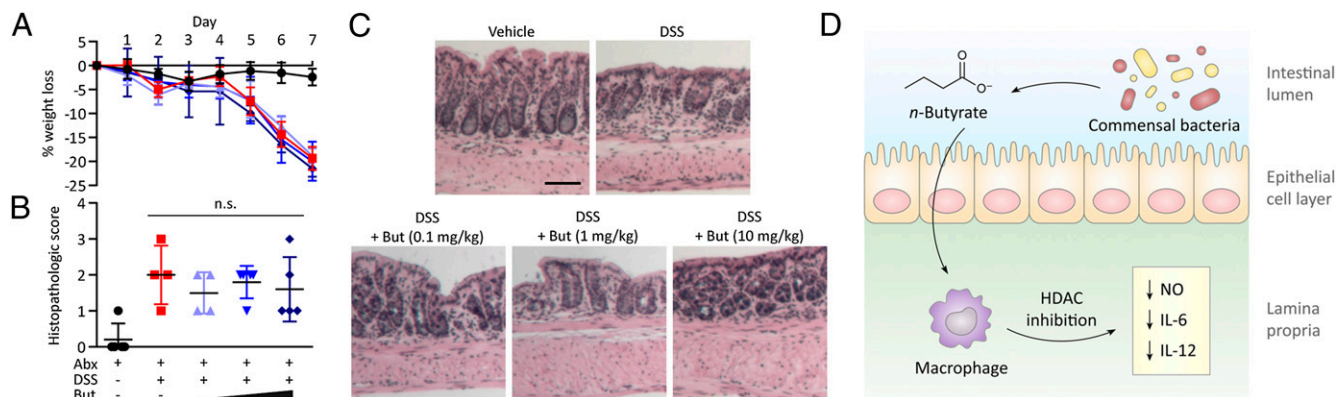 A
Day
1 2 3 4 5 6 7
5
0
-5
-10
-15
-20
-25
% weight loss
B
n.s.
Histopathologic score
4
3
2
1
0
Abx + + + + +
DSS - + + + +
But - -
C
Vehicle
DSS
DSS
+ But (0.1 mg/kg)
DSS
+ But (1 mg/kg)
DSS
+ But (10 mg/kg)
D
O
O−
n-Butyrate
Commensal bacteria
Intestinal
lumen
Epithelial
cell layer
Macrophage
HDAC
inhibition
↓ NO
↓ IL-6
↓ IL-12
Lamina
propria